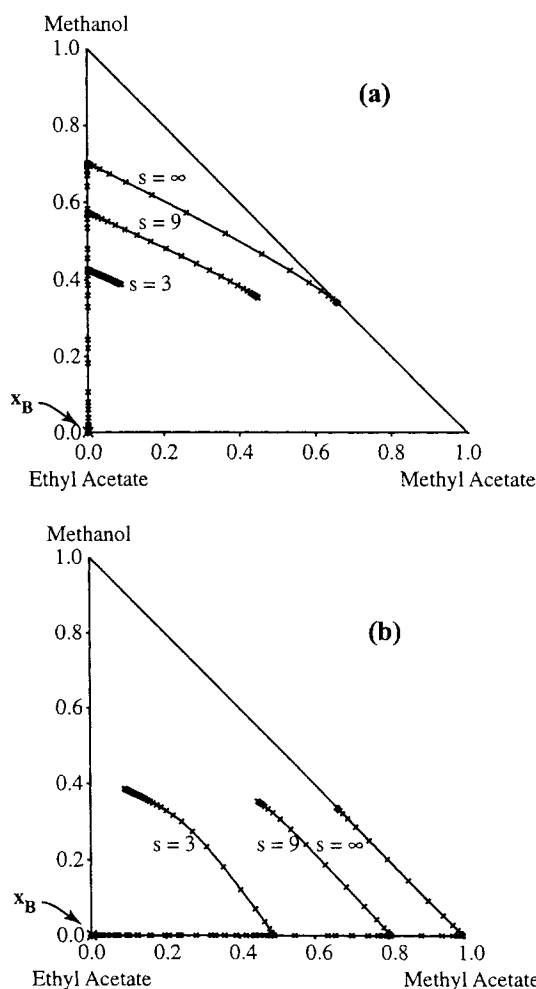 Methanol
1.0
(a)
0.8
s = ∞
0.6
s = 9
0.4
s = 3
0.2
x_B
0.0
0.0 0.2 0.4 0.6 0.8 1.0
Ethyl Acetate Methyl Acetate
Methanol
1.0
(b)
0.8
0.6
0.4
s = 3 s = 9 s = ∞
0.2
x_B
0.0
0.0 0.2 0.4 0.6 0.8 1.0
Ethyl Acetate Methyl Acetate